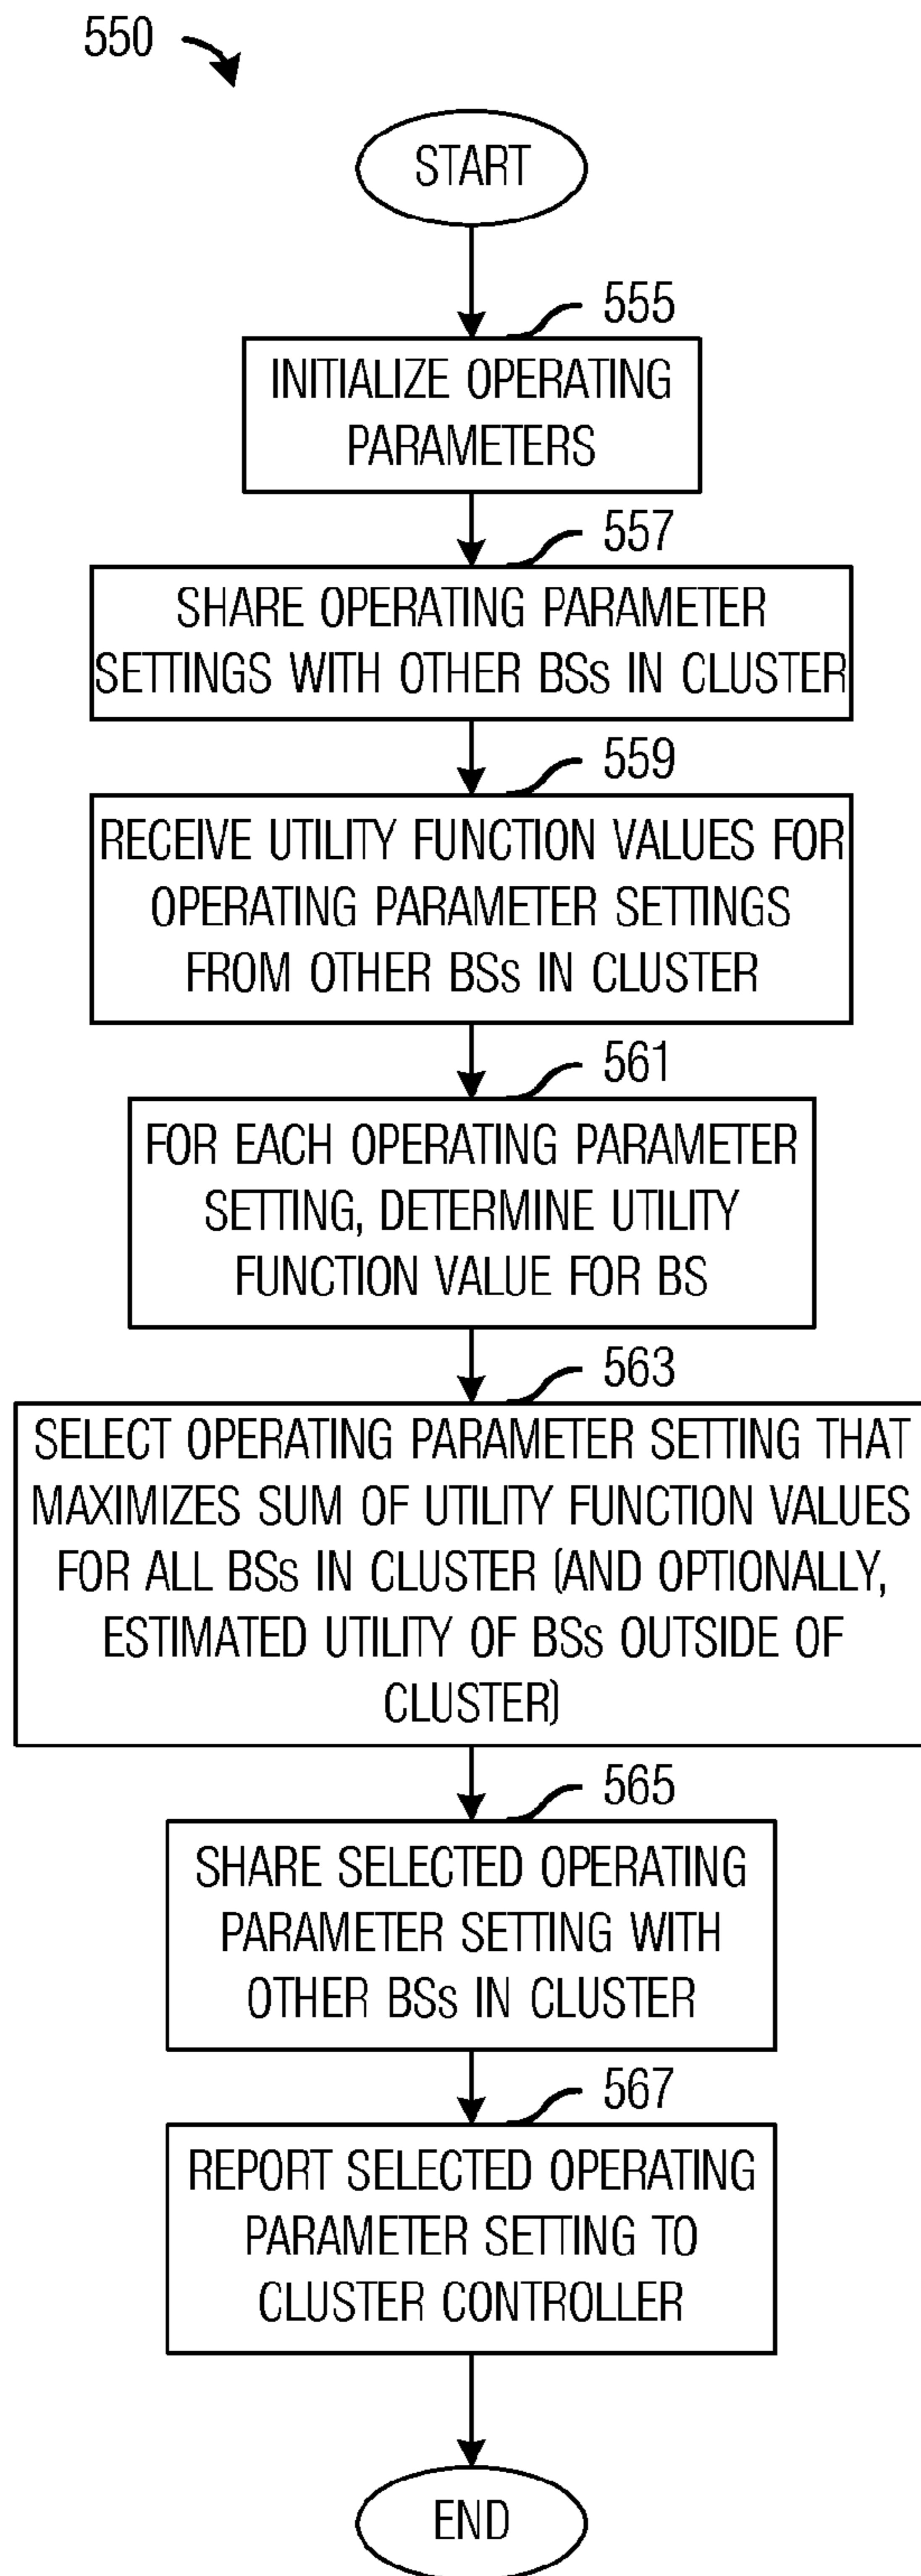 550
START
555
INITIALIZE OPERATING
PARAMETERS
557
SHARE OPERATING PARAMETER
SETTINGS WITH OTHER BSs IN CLUSTER
559
RECEIVE UTILITY FUNCTION VALUES FOR
OPERATING PARAMETER SETTINGS
FROM OTHER BSs IN CLUSTER
561
FOR EACH OPERATING PARAMETER
SETTING, DETERMINE UTILITY
FUNCTION VALUE FOR BS
563
SELECT OPERATING PARAMETER SETTING THAT
MAXIMIZES SUM OF UTILITY FUNCTION VALUES
FOR ALL BSs IN CLUSTER (AND OPTIONALLY,
ESTIMATED UTILITY OF BSs OUTSIDE OF
CLUSTER)
565
SHARE SELECTED OPERATING
PARAMETER SETTING WITH
OTHER BSs IN CLUSTER
567
REPORT SELECTED OPERATING
PARAMETER SETTING TO
CLUSTER CONTROLLER
END